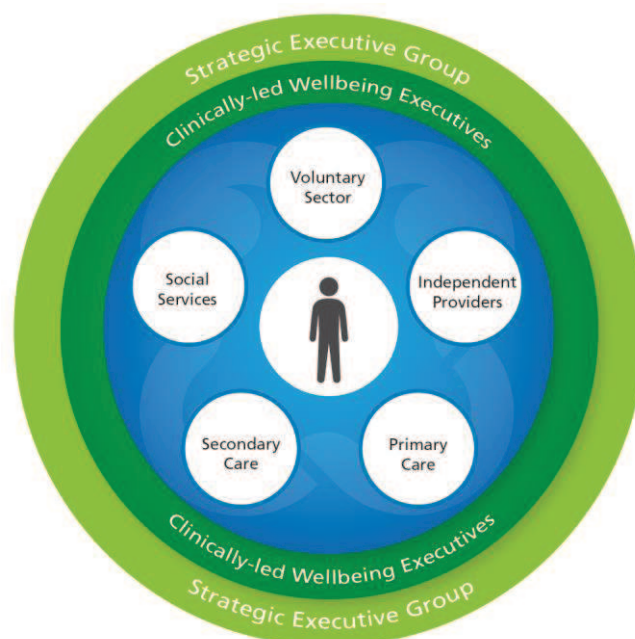 Strategic Executive Group
Clinically-led Wellbeing Executives
Voluntary
Sector
Social
Services
Independent
Providers
Secondary
Care
Primary
Care
Clinically-led Wellbeing Executives
Strategic Executive Group